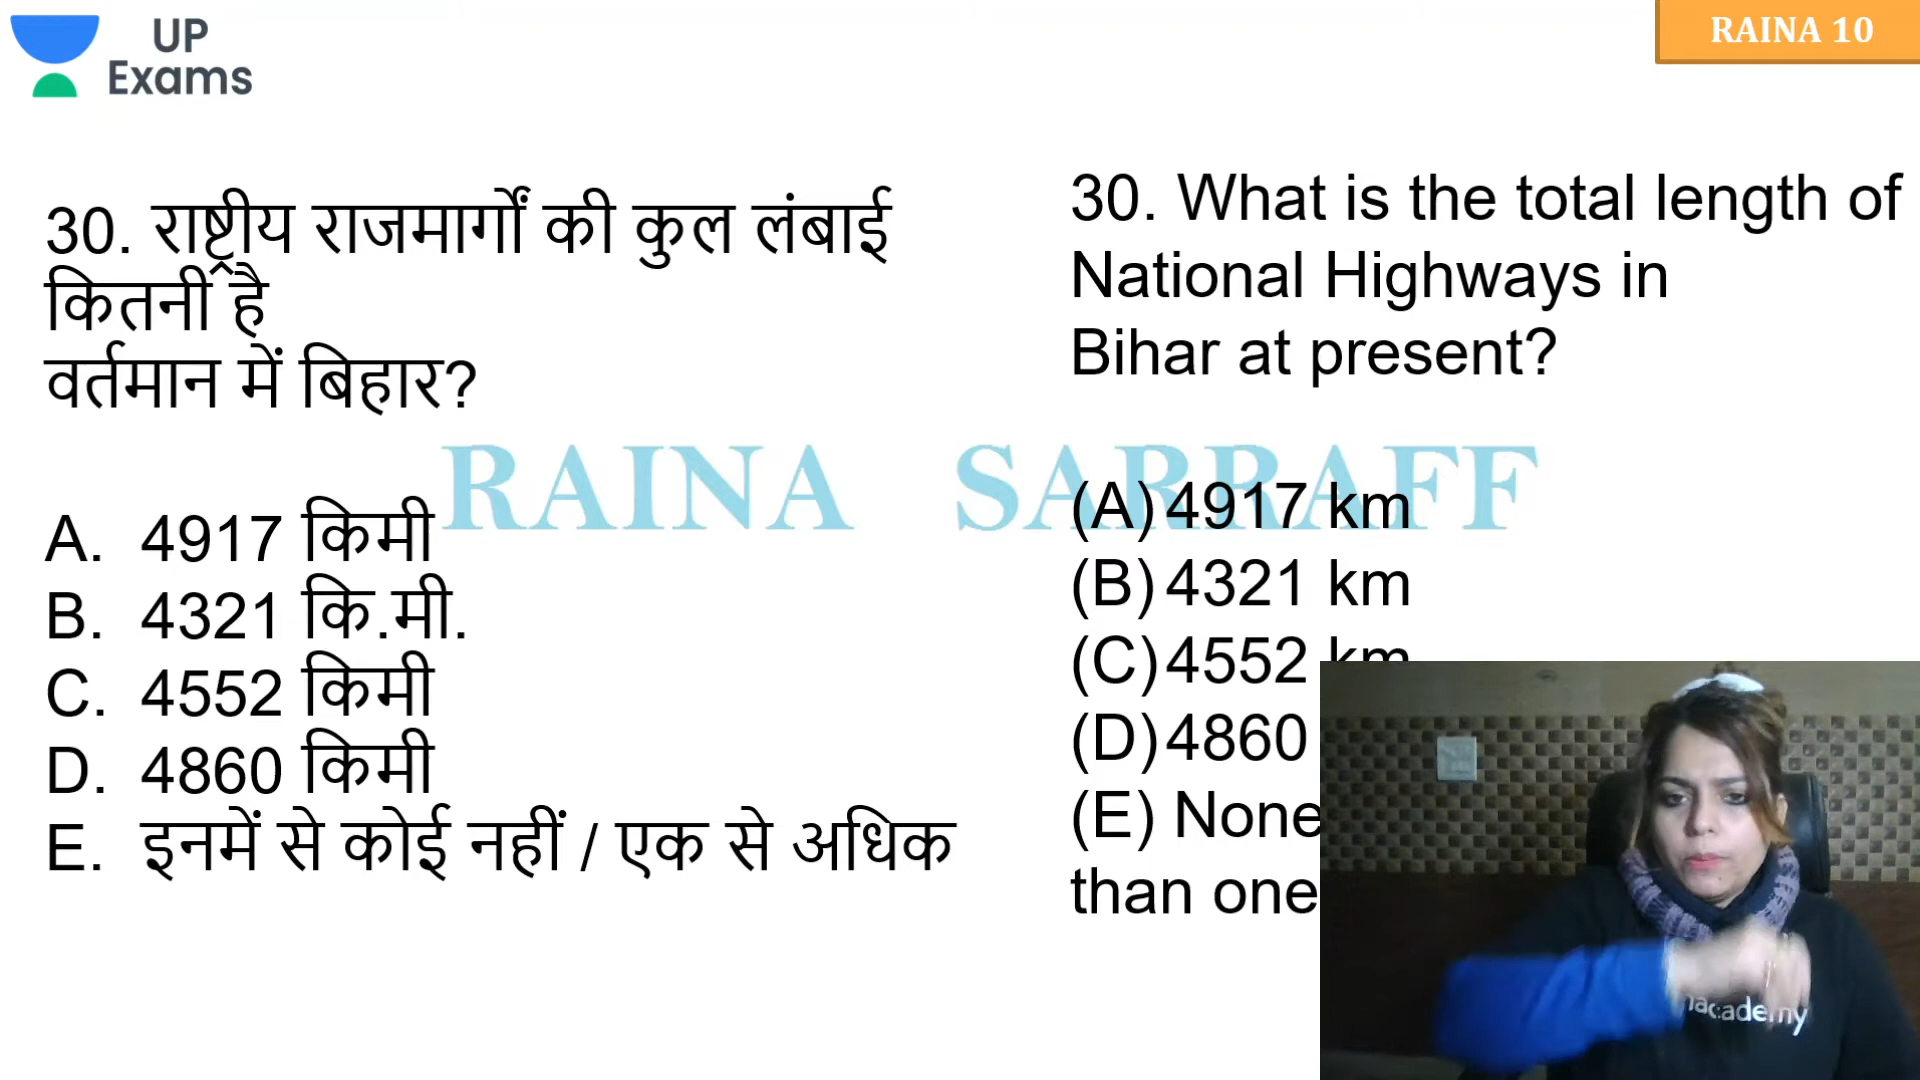 UP
Exams
RAINA 10
30. राष्ट्रीय राजमार्गों की कुल लंबाई
कितनी है
वर्तमान में बिहार?
A. 4917 किमी
B. 4321 कि.मी.
C. 4552 किमी
D. 4860 किमी
E. इनमें से कोई नहीं / एक से अधिक
30. What is the total length of
National Highways in
Bihar at present?
RAINA SARRAFF
(A) 4917 km
(B) 4321 km
(C) 4552 km
(D) 4860
(E) None
than one